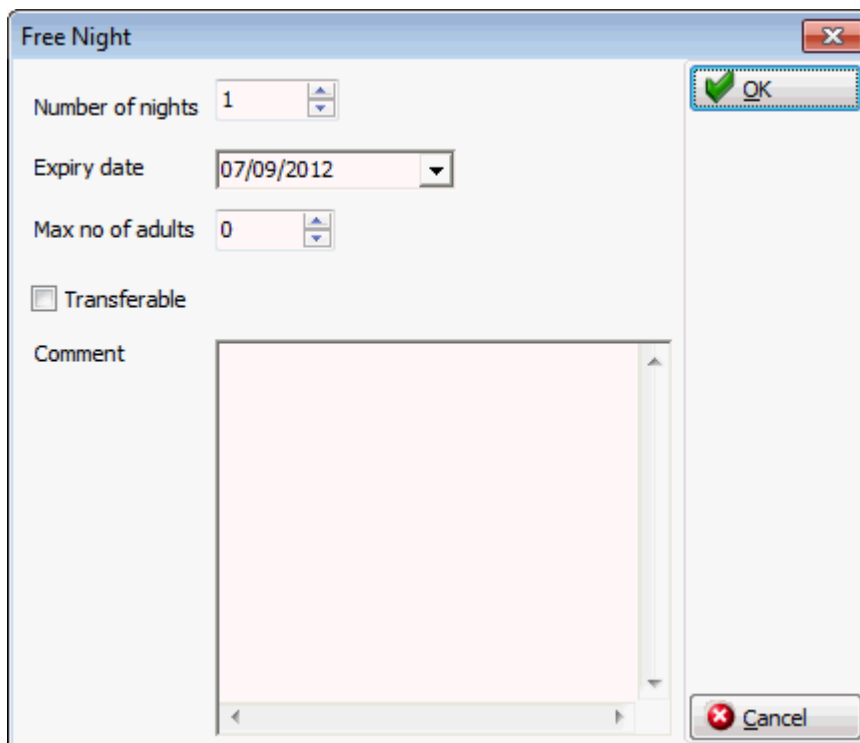 Free Night
Number of nights 1
OK
Expiry date 07/09/2012
Max no of adults 0
Transferable
Comment
Cancel